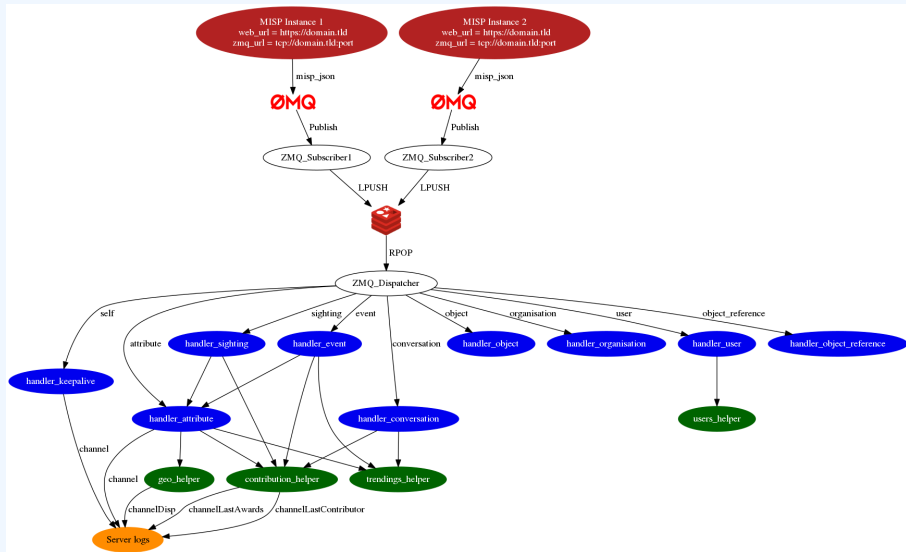 MISP Instance 1
web_url = https://domain.tld
zmq_url = tcp://domain.tld:port
MISP Instance 2
web_url = https://domain.tld
zmq_url = tcp://domain.tld:port
misp_json
misp_json
ØMQ
ØMQ
Publish
Publish
ZMQ_Subscriber1
ZMQ_Subscriber2
LPUSH
LPUSH
RPOP
ZMQ_Dispatcher
self
attribute
sighting
event
conversation
object
organisation
user
object_reference
handler_sighting
handler_event
handler_object
handler_organisation
handler_user
handler_object_reference
handler_keepalive
handler_attribute
handler_conversation
users_helper
channel
channel
geo_helper
contribution_helper
trendings_helper
channelDisp
channelLastAwards
channelLastContributor
Server logs